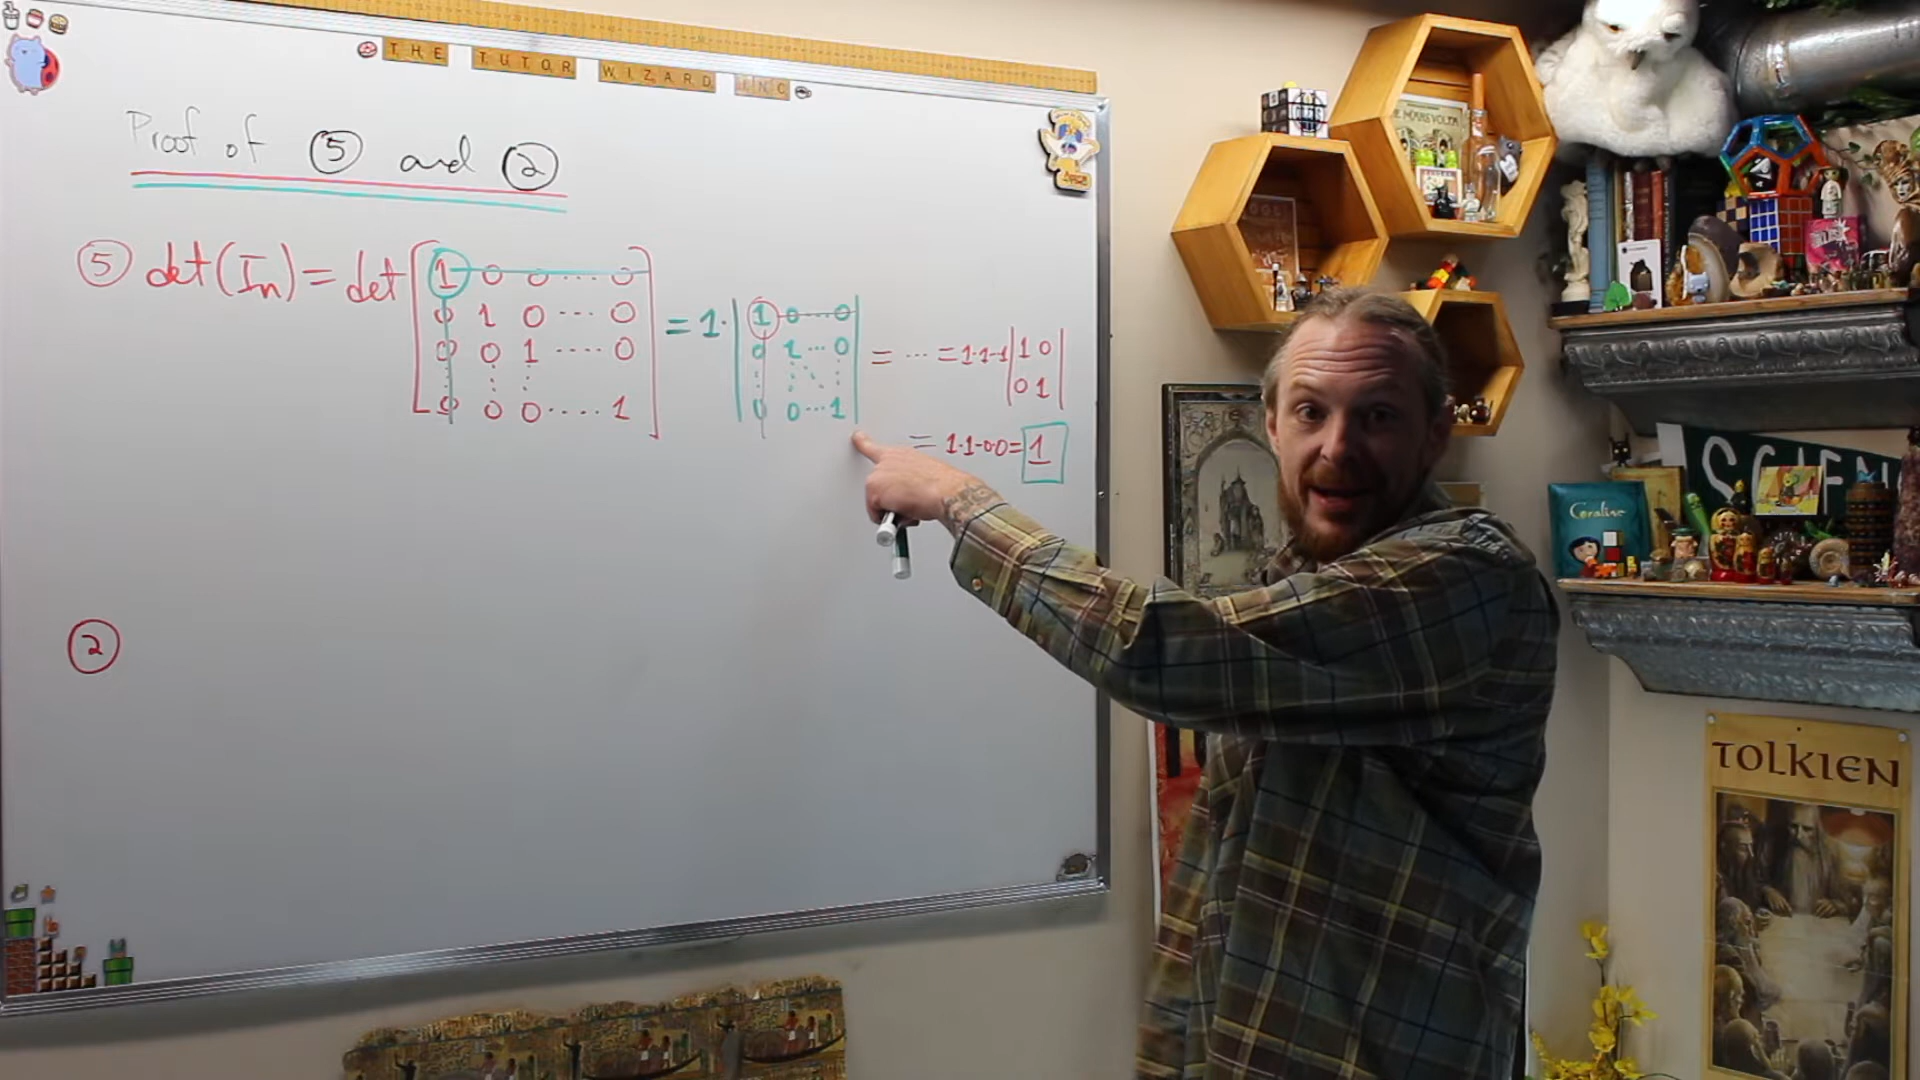 THE TUTOR WIZARD INC
Proof of ⑤ and ②
⑤ det(In) = det [1 0 0 ... 0
0 1 0 ... 0
0 0 1 .... 0
⋮ ⋮ ⋮
0 0 0 .... 1]
= 1· |1 0 ... 0
0 1 ... 0
⋮ ⋮ ⋱ ⋮
0 0 ... 1|
= ... = 1·1·1 |1 0
0 1|
= 1·1-0·0 = 1
②
Coraline
SCIEN
TOLKIEN